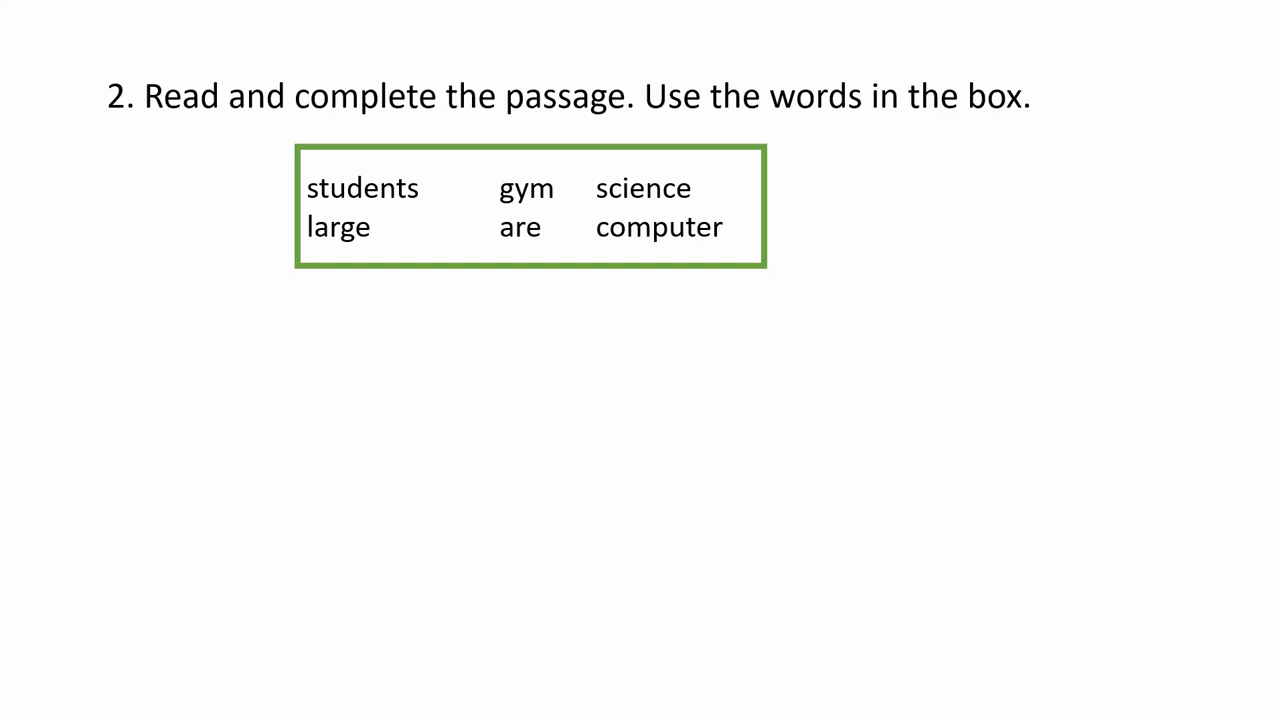 2. Read and complete the passage. Use the words in the box.
students gym science
large are computer